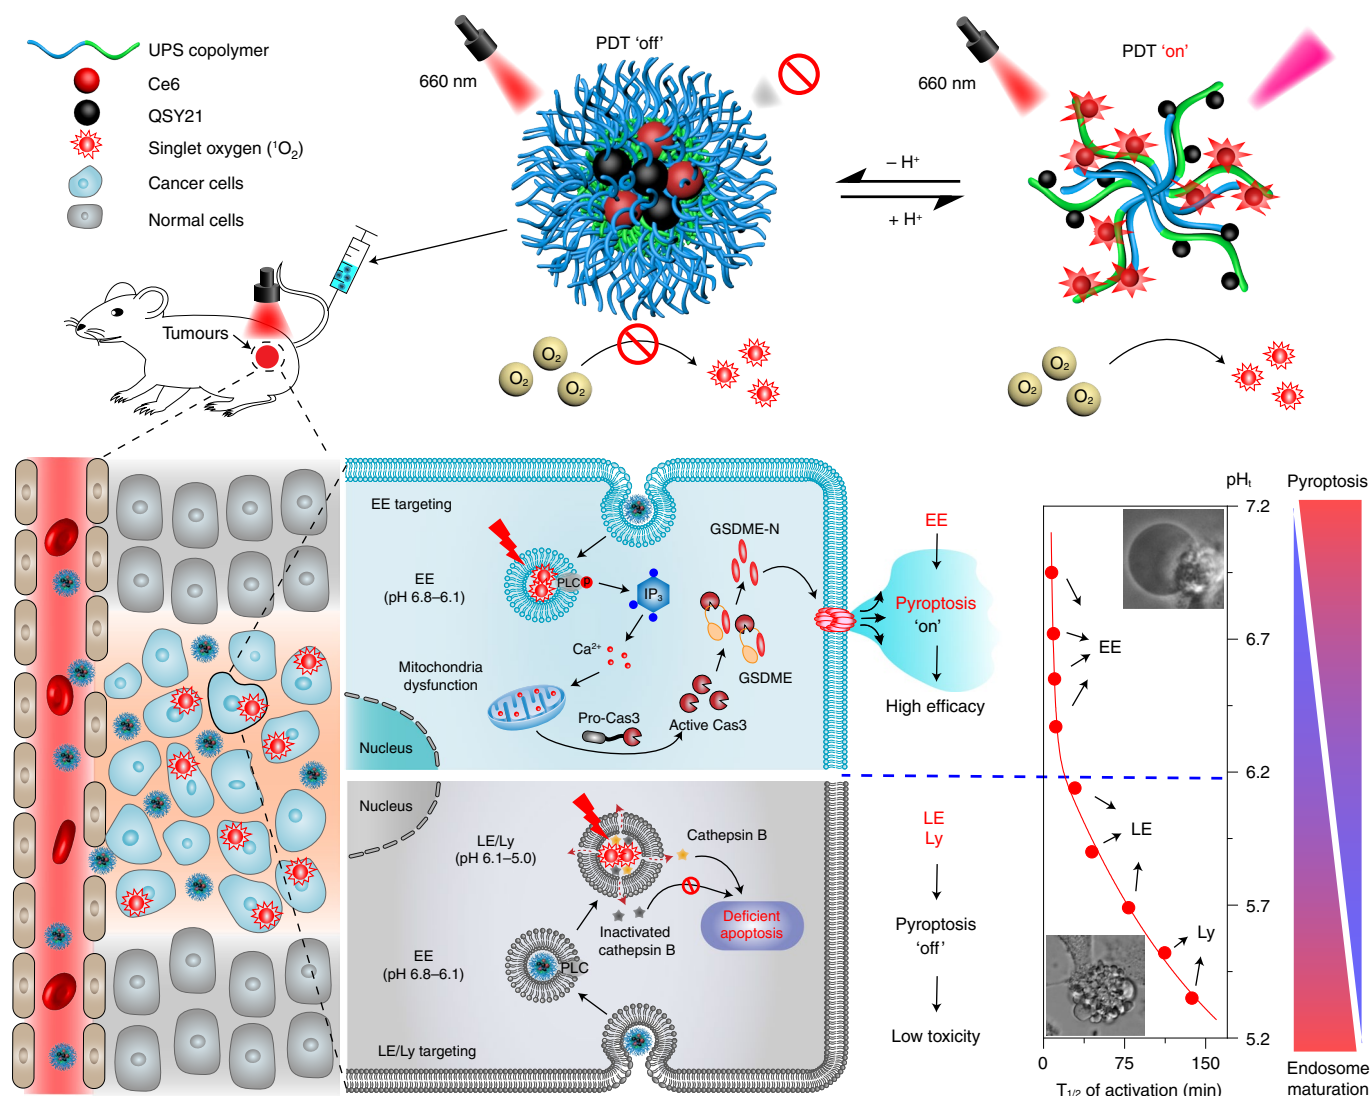 UPS copolymer
Ce6
QSY21
Singlet oxygen (¹O₂)
Cancer cells
Normal cells
PDT ‘off’
660 nm
– H⁺
+ H⁺
PDT ‘on’
660 nm
Tumours
O₂
O₂
O₂
O₂
O₂
O₂
EE targeting
EE
(pH 6.8–6.1)
PLC
P
IP₃
Ca²⁺
Mitochondria
dysfunction
Pro-Cas3
Active Cas3
GSDME
GSDME-N
Nucleus
EE
Pyroptosis
‘on’
High efficacy
Nucleus
LE/Ly
(pH 6.1–5.0)
Cathepsin B
Inactivated
cathepsin B
Deficient
apoptosis
EE
(pH 6.8–6.1)
PLC
LE/Ly targeting
LE
Ly
Pyroptosis
‘off’
Low toxicity
pHₜ
7.2
6.7
6.2
5.7
5.2
EE
LE
Ly
0
75
150
T₁/₂ of activation (min)
Pyroptosis
Endosome
maturation